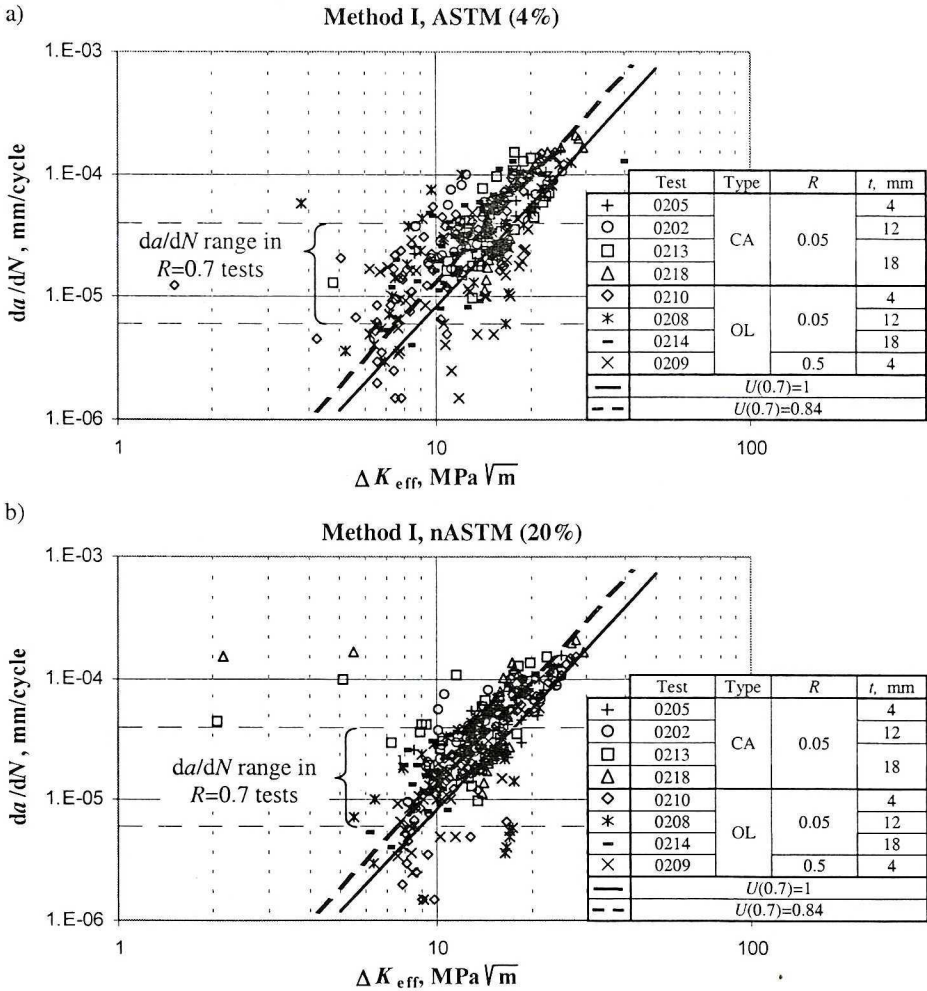 a)
Method I, ASTM (4%)
1.E-03
1.E-04
1.E-05
1.E-06
da/dN, mm/cycle
da/dN range in
R=0.7 tests
1 10 100 1000
Δ K eff, MPa √m
Test Type R t, mm
+ 0205 CA 0.05 4
○ 0202 12
□ 0213 18
△ 0218
◇ 0210 OL 0.05 4
✳ 0208 12
- 0214 18
× 0209 0.5 4
U(0.7)=1
U(0.7)=0.84
b)
Method I, nASTM (20%)
1.E-03
1.E-04
1.E-05
1.E-06
da/dN, mm/cycle
da/dN range in
R=0.7 tests
1 10 100 1000
Δ K eff, MPa √m
Test Type R t, mm
+ 0205 CA 0.05 4
○ 0202 12
□ 0213 18
△ 0218
◇ 0210 OL 0.05 4
✳ 0208 12
- 0214 18
× 0209 0.5 4
U(0.7)=1
U(0.7)=0.84